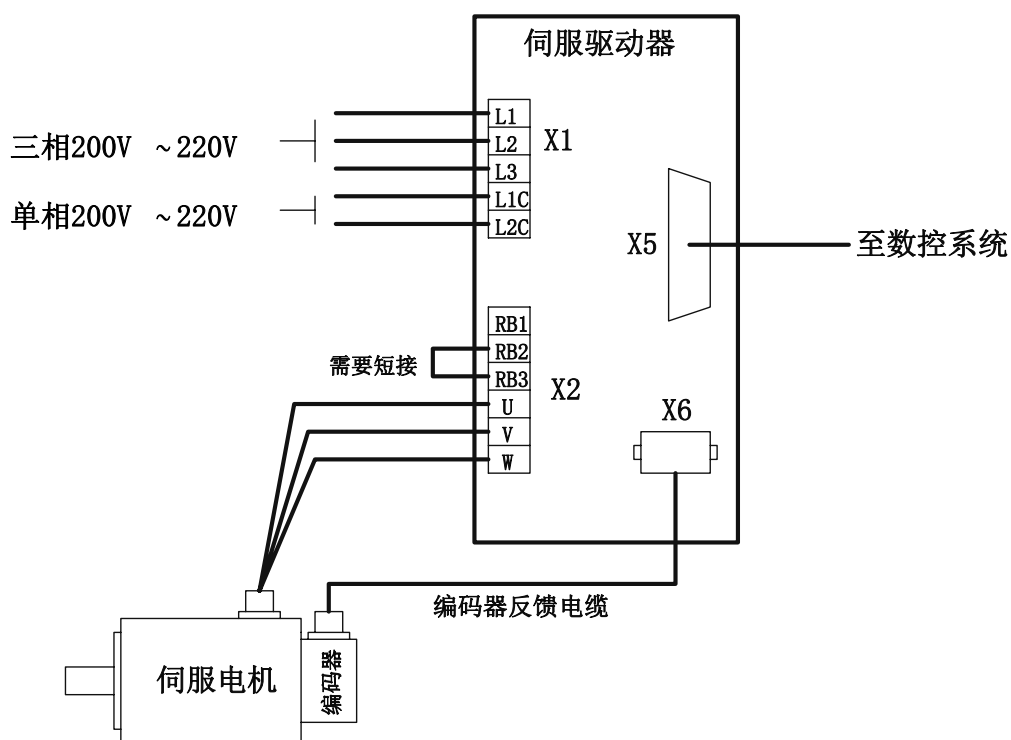 伺服驱动器
L1
X1
三相200V ~220V
L2
L3
L1C
单相200V ~220V
L2C
X5
至数控系统
RB1
RB2
需要短接
RB3
X2
U
X6
V
W
编码器反馈电缆
伺服电机
编码器